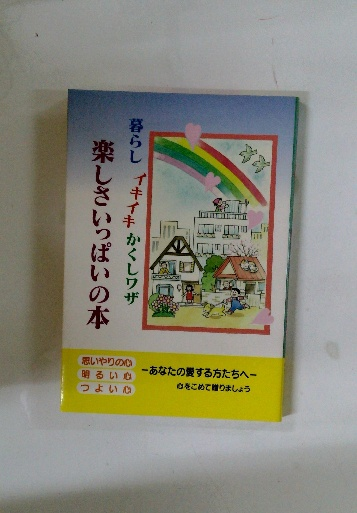 暮らし イキイキ かくしワザ
楽しさいっぱいの本
思いやりの心
明るい心
つよい心
−あなたの愛する方たちへ−
心をこめて贈りましょう